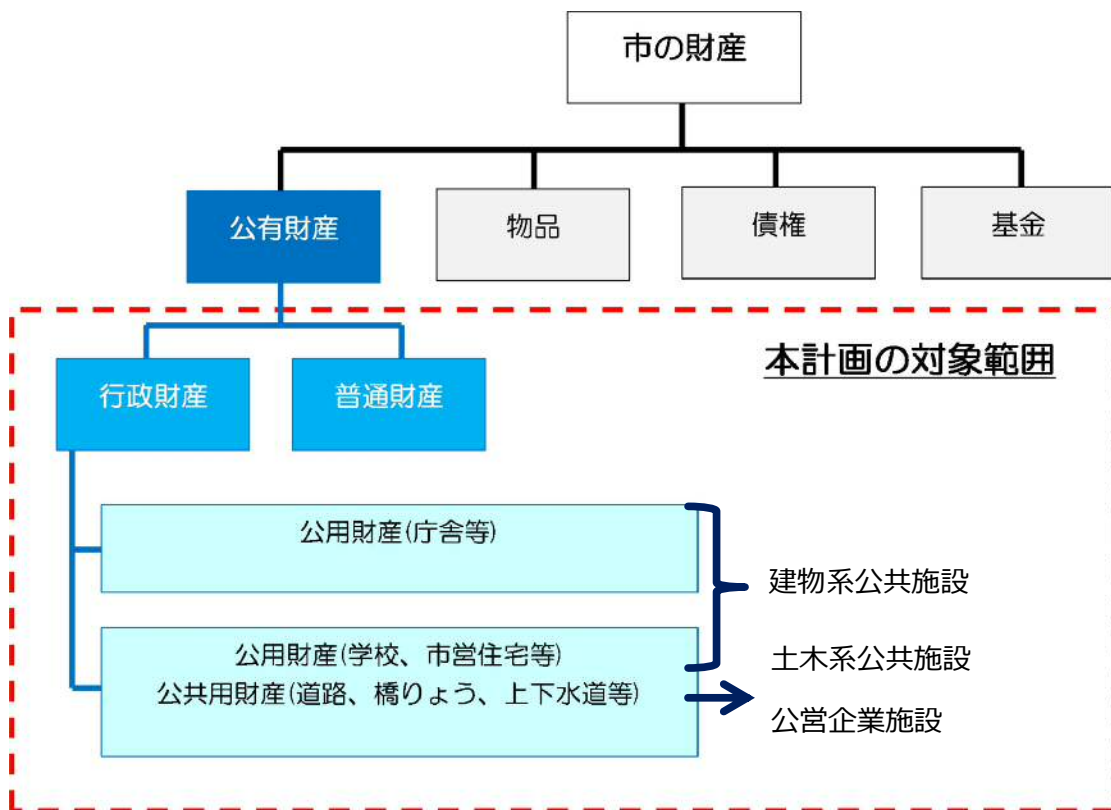 市の財産
公有財産
物品
債権
基金
本計画の対象範囲
行政財産
普通財産
公用財産(庁舎等)
建物系公共施設
公用財産(学校、市営住宅等)
公共用財産(道路、橋りょう、上下水道等)
土木系公共施設
公営企業施設